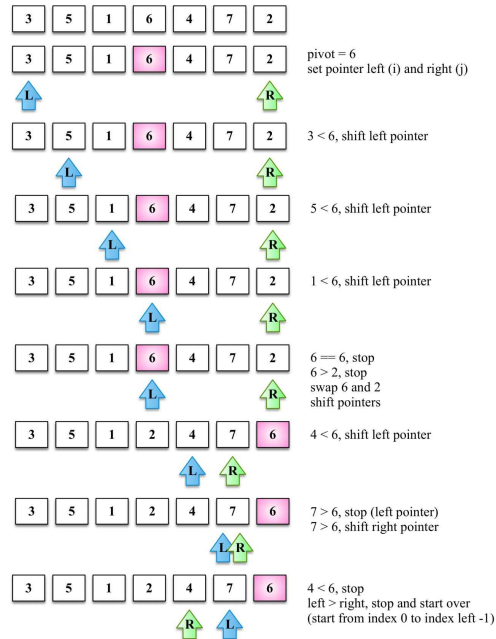 3 5 1 6 4 7 2
3 5 1 6 4 7 2
pivot = 6
set pointer left (i) and right (j)
L R
3 5 1 6 4 7 2
3 < 6, shift left pointer
L R
3 5 1 6 4 7 2
5 < 6, shift left pointer
L R
3 5 1 6 4 7 2
1 < 6, shift left pointer
L R
3 5 1 6 4 7 2
6 == 6, stop
6 > 2, stop
swap 6 and 2
shift pointers
L R
3 5 1 2 4 7 6
4 < 6, shift left pointer
L R
3 5 1 2 4 7 6
7 > 6, stop (left pointer)
7 > 6, shift right pointer
L R
3 5 1 2 4 7 6
4 < 6, stop
left > right, stop and start over
(start from index 0 to index left -1)
R L